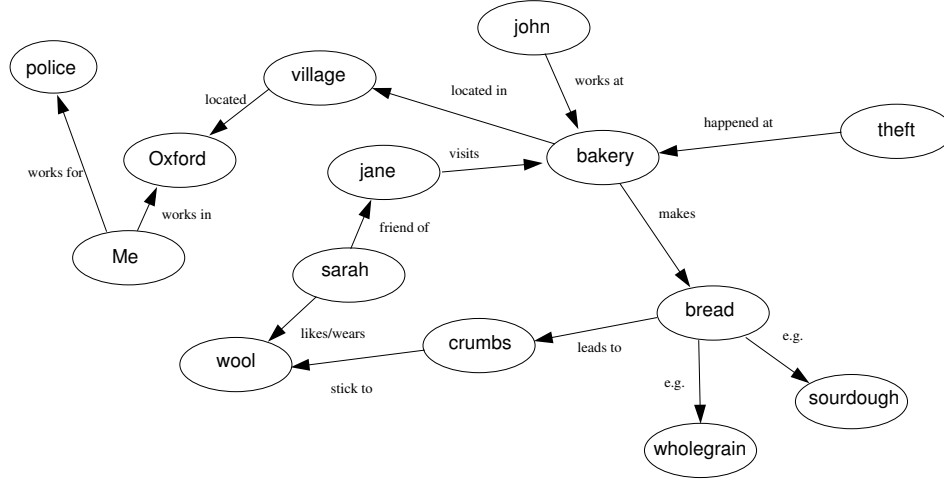 john
police
village
works at
located in
located
happened at
theft
Oxford
visits
bakery
jane
works for
works in
makes
friend of
Me
sarah
bread
likes/wears
crumbs
e.g.
leads to
wool
stick to
e.g.
sourdough
wholegrain